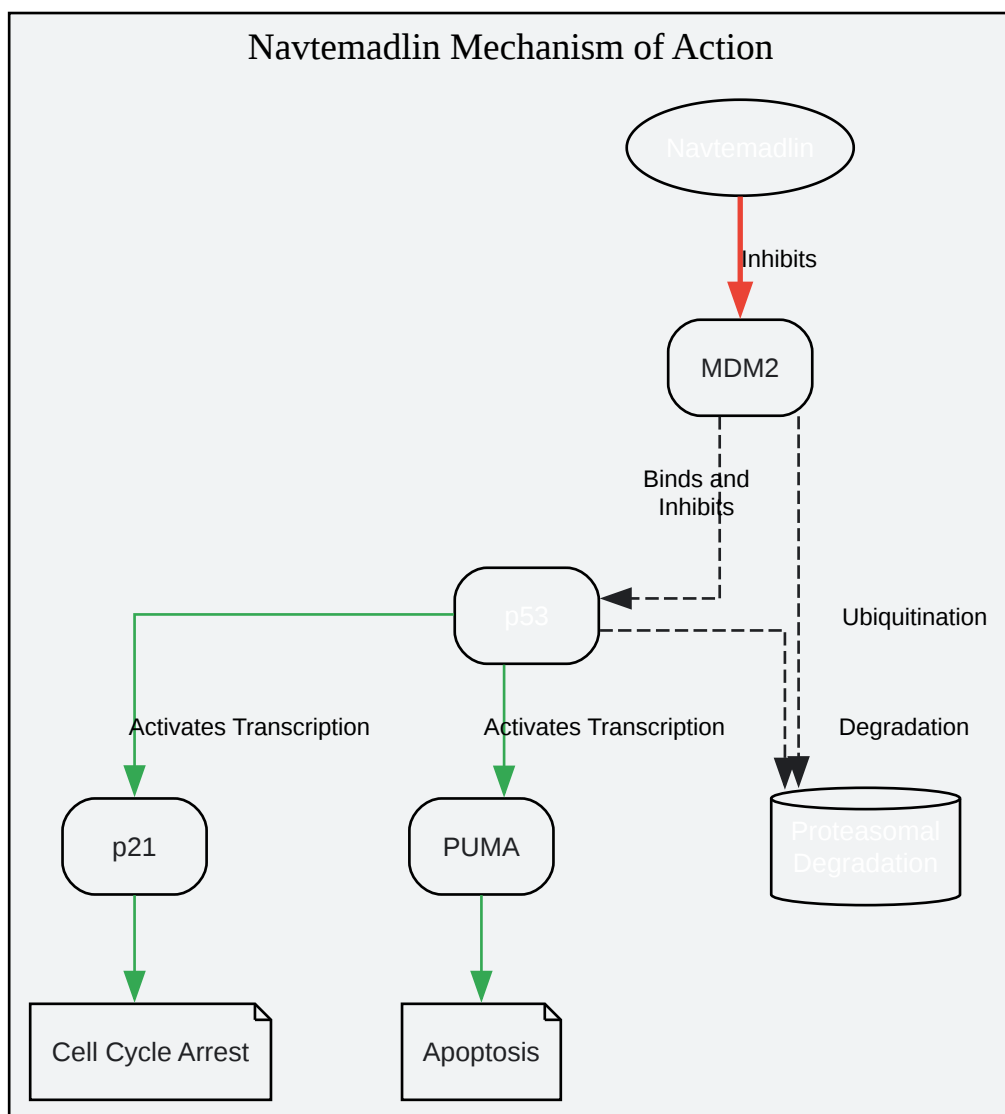 Navtemadlin Mechanism of Action
Navtemadlin
Inhibits
MDM2
Binds and
Inhibits
p53
Ubiquitination
Activates Transcription
Activates Transcription
Degradation
p21
PUMA
Proteasomal
Degradation
Cell Cycle Arrest
Apoptosis